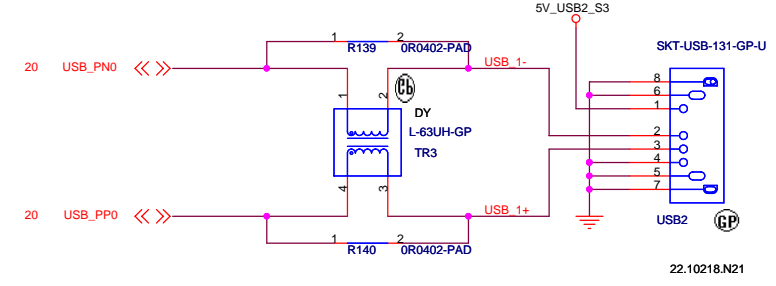 5V_USB2_S3
1 R139 2 0R0402-PAD
SKT-USB-131-GP-U
20 USB_PN0
USB_1-
8
6
1
1 2
DY
L-63UH-GP
TR3
2
3
4
5
7
4 3
20 USB_PP0
USB_1+
USB2
GP
1 R140 2 0R0402-PAD
22.10218.N21